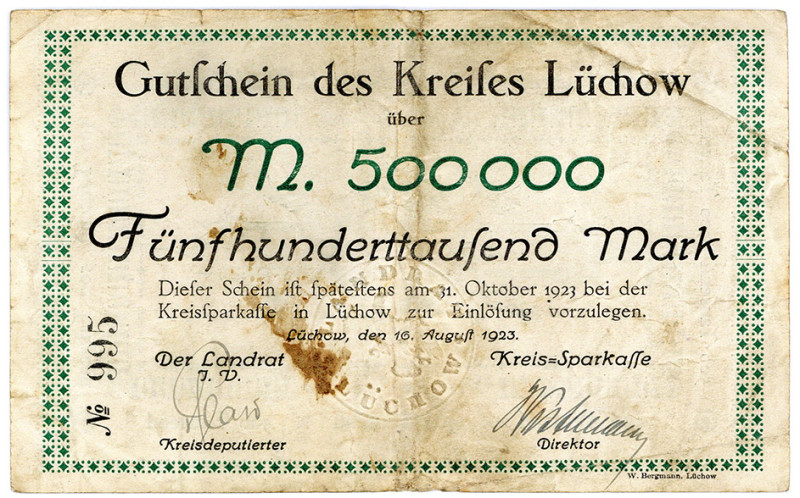 Gutſchein des Kreiſes Lüchow
über
M. 500000
Fünfhunderttauſend Mark
Dieſer Schein iſt ſpäteſtens am 31. Oktober 1923 bei der
Kreisſparkaſſe in Lüchow zur Einlöſung vorzulegen.
Lüchow, den 16. Auguſt 1923.
Der Landrat
J. V.
Kreisdeputierter
Kreis=Sparkaſſe
Direktor
№ 995
LÜCHOW
W. Bergmann, Lüchow